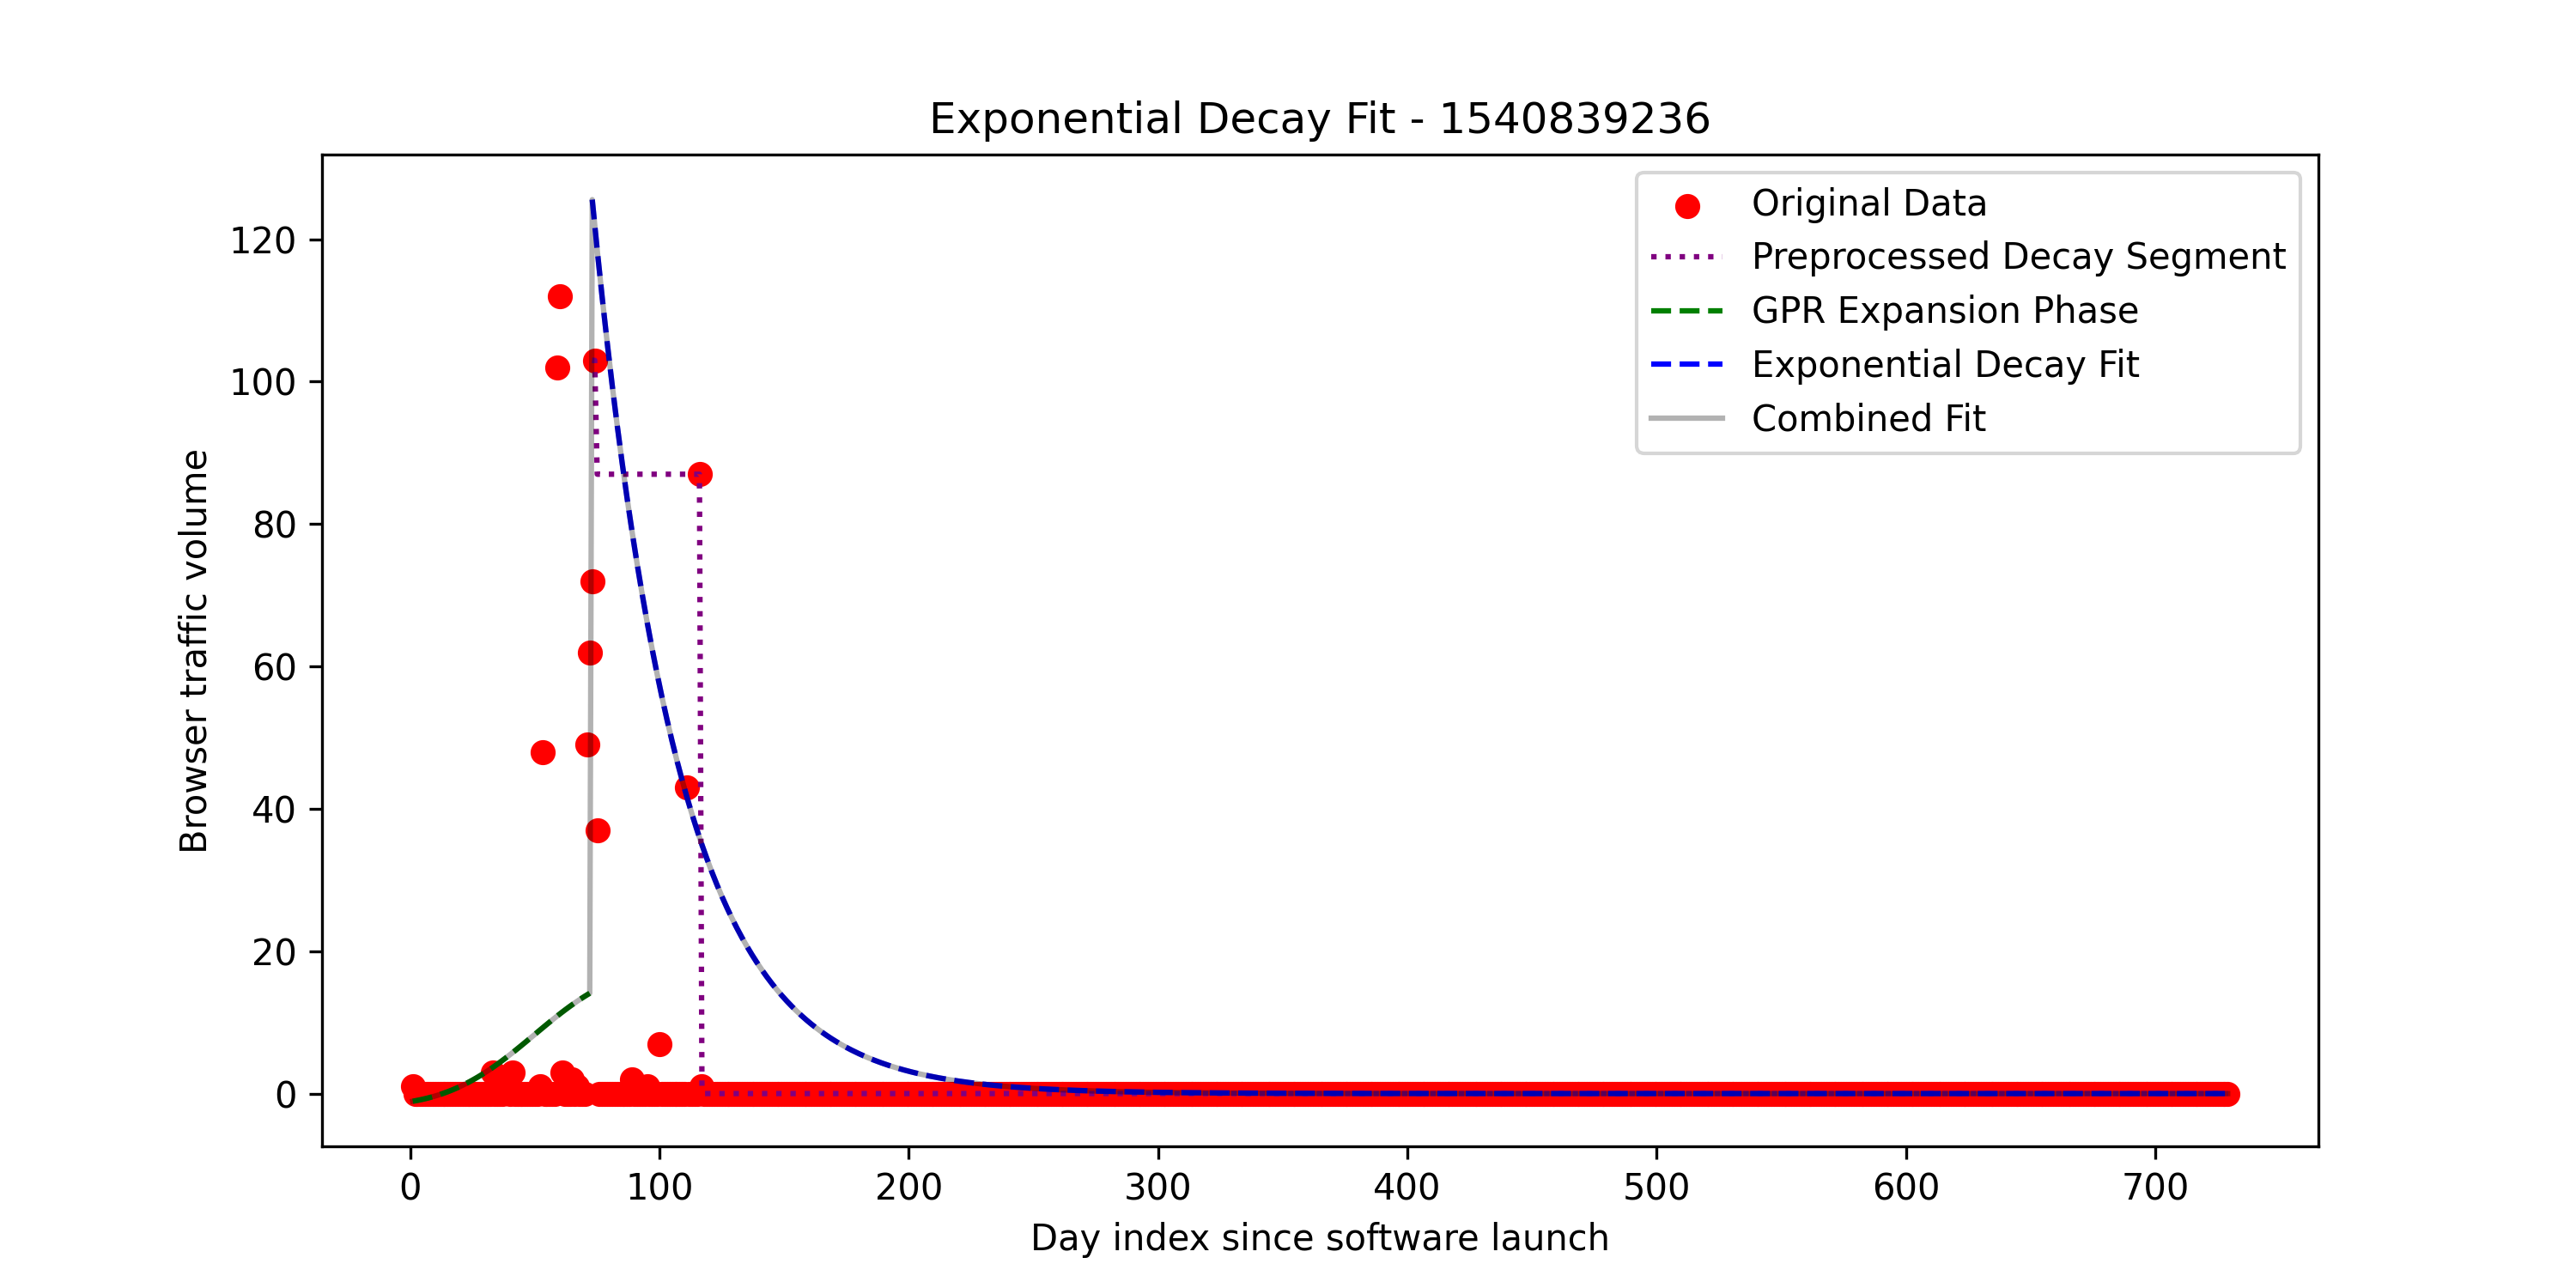 Exponential Decay Fit - 1540839236
Original Data
Preprocessed Decay Segment
GPR Expansion Phase
Exponential Decay Fit
Combined Fit
Browser traffic volume
120
100
80
60
40
20
0
0 100 200 300 400 500 600 700
Day index since software launch